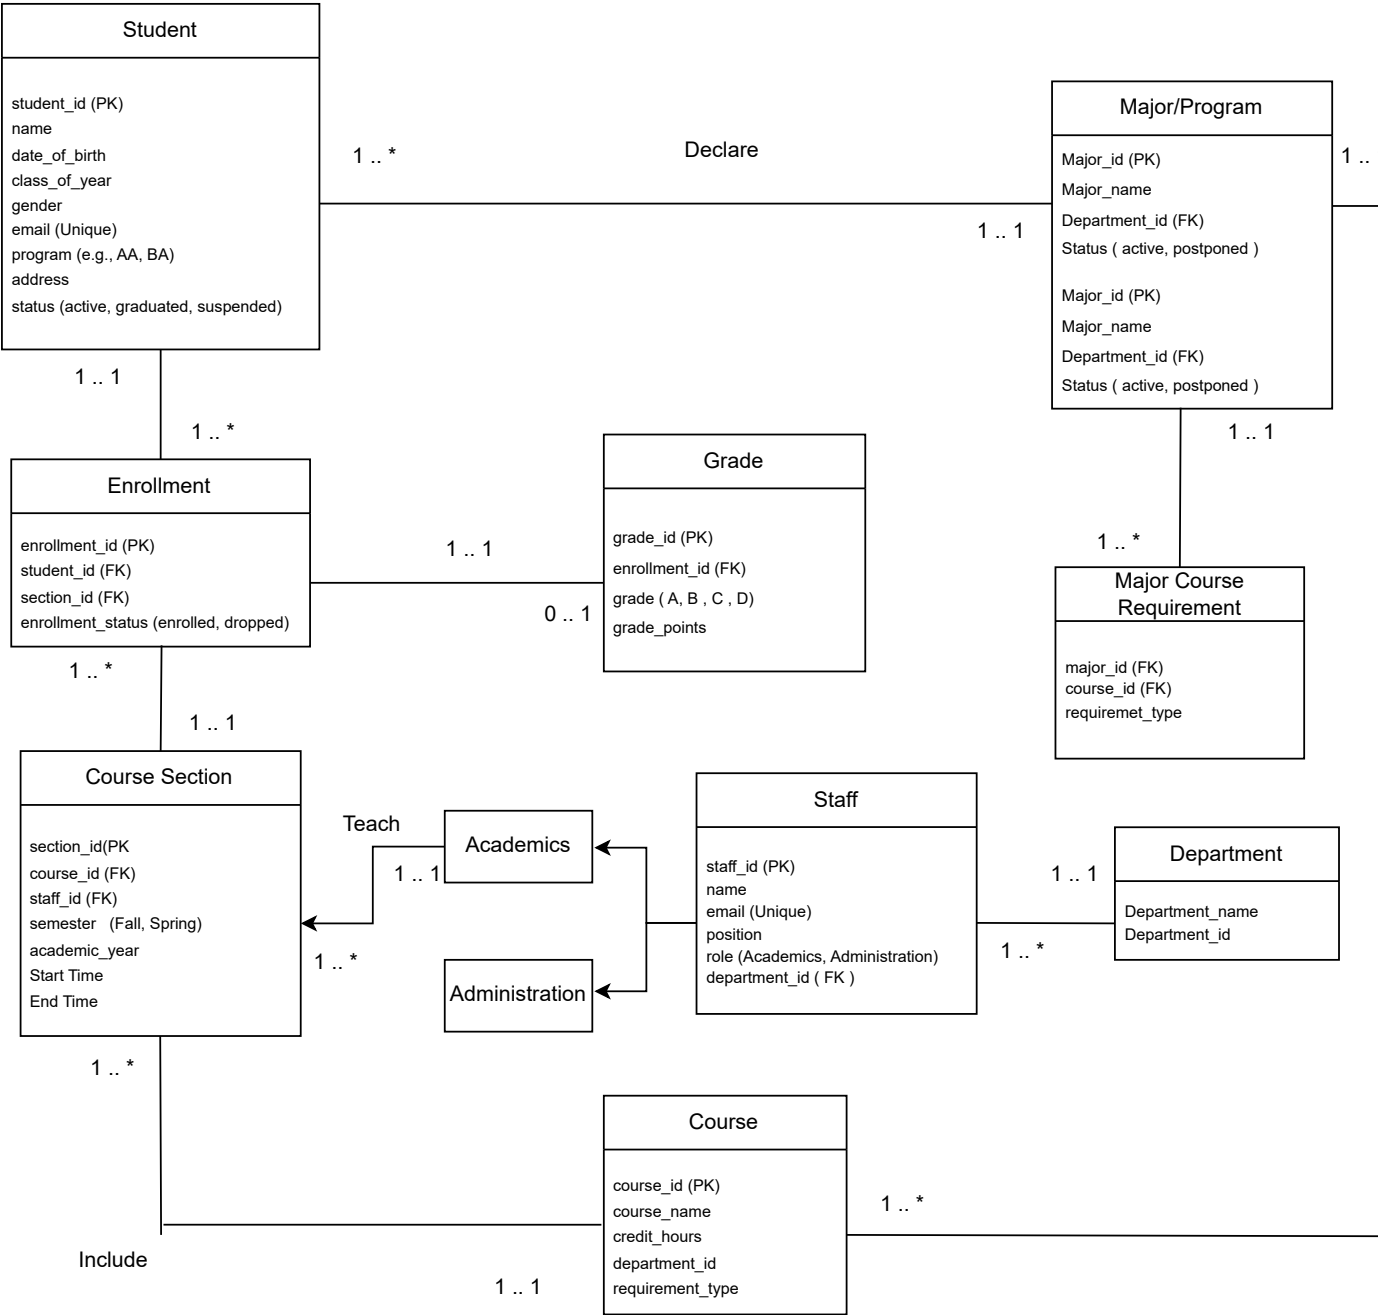 Student
student_id (PK)
name
date_of_birth
class_of_year
gender
email (Unique)
program (e.g., AA, BA)
address
status (active, graduated, suspended)
1 .. *
Declare
1 .. 1
Major/Program
Major_id (PK)
Major_name
Department_id (FK)
Status ( active, postponed )
Major_id (PK)
Major_name
Department_id (FK)
Status ( active, postponed )
1 ..
1 .. 1
1 .. *
Enrollment
enrollment_id (PK)
student_id (FK)
section_id (FK)
enrollment_status (enrolled, dropped)
1 .. 1
0 .. 1
Grade
grade_id (PK)
enrollment_id (FK)
grade ( A, B , C , D)
grade_points
1 .. 1
1 .. *
Major Course
Requirement
major_id (FK)
course_id (FK)
requiremet_type
1 .. *
1 .. 1
Course Section
section_id(PK
course_id (FK)
staff_id (FK)
semester (Fall, Spring)
academic_year
Start Time
End Time
Teach
1 .. 1
1 .. *
Academics
Administration
Staff
staff_id (PK)
name
email (Unique)
position
role (Academics, Administration)
department_id ( FK )
1 .. 1
1 .. *
Department
Department_name
Department_id
1 .. *
Include
1 .. 1
Course
course_id (PK)
course_name
credit_hours
department_id
requirement_type
1 .. *